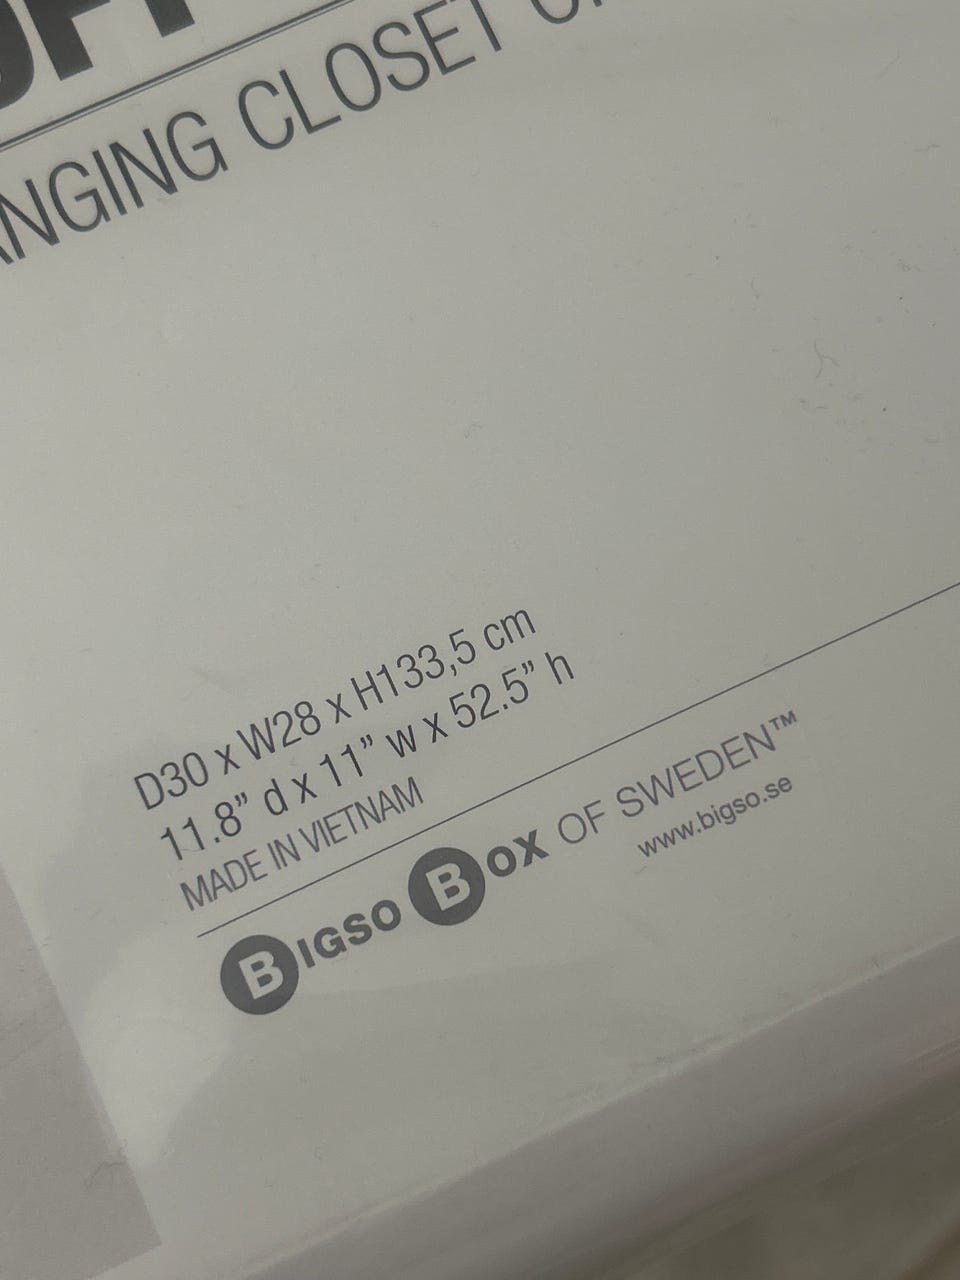 CLOSET
D30 x W28 x H133,5 cm
11.8” d x 11” w x 52.5” h
MADE IN VIETNAM
BIGSO BOX OF SWEDEN™
www.bigso.se